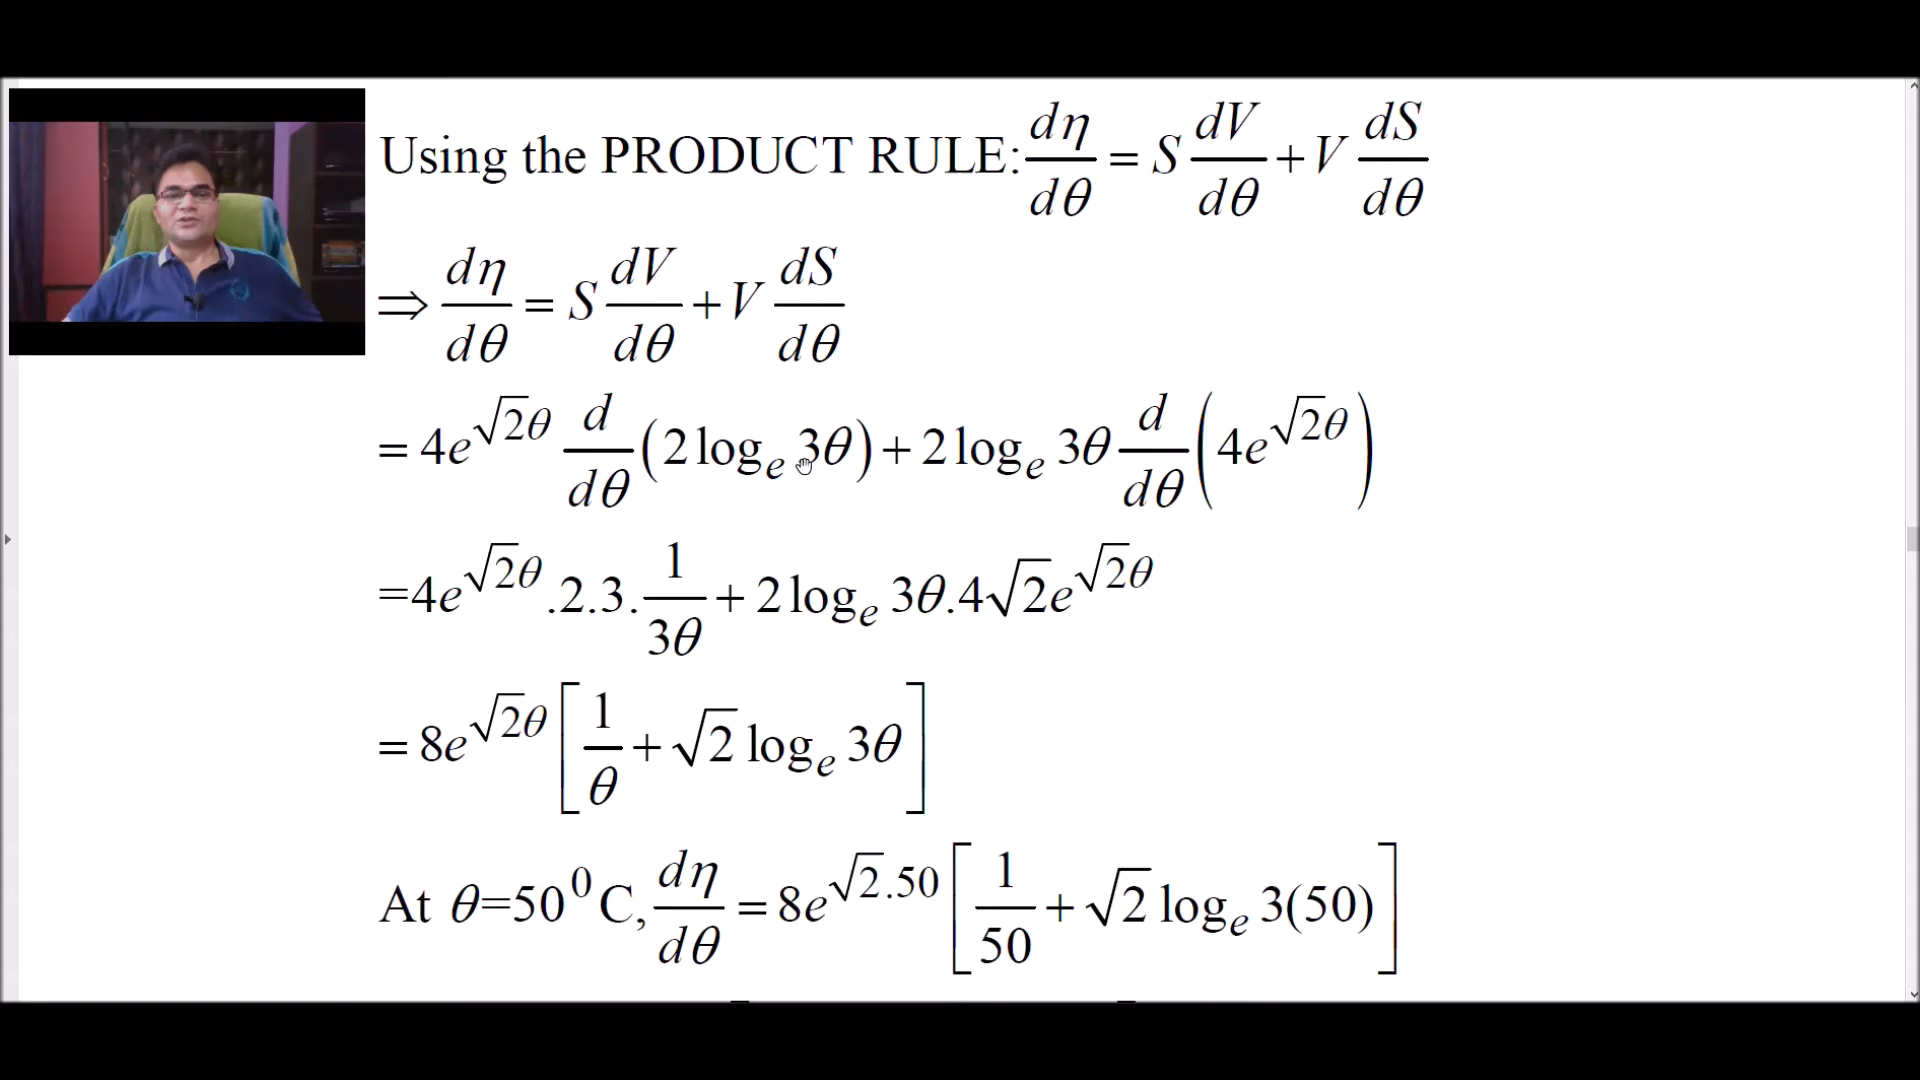 Using the PRODUCT RULE: dη/dθ = S dV/dθ + V dS/dθ
⇒ dη/dθ = S dV/dθ + V dS/dθ
= 4e^{√2θ} d/dθ (2 log_e 3θ) + 2 log_e 3θ d/dθ (4e^{√2θ})
=4e^{√2θ} .2.3. 1/3θ + 2 log_e 3θ.4√2e^{√2θ}
= 8e^{√2θ} [1/θ + √2 log_e 3θ]
At θ=50⁰C, dη/dθ = 8e^{√2.50} [1/50 + √2 log_e 3(50)]